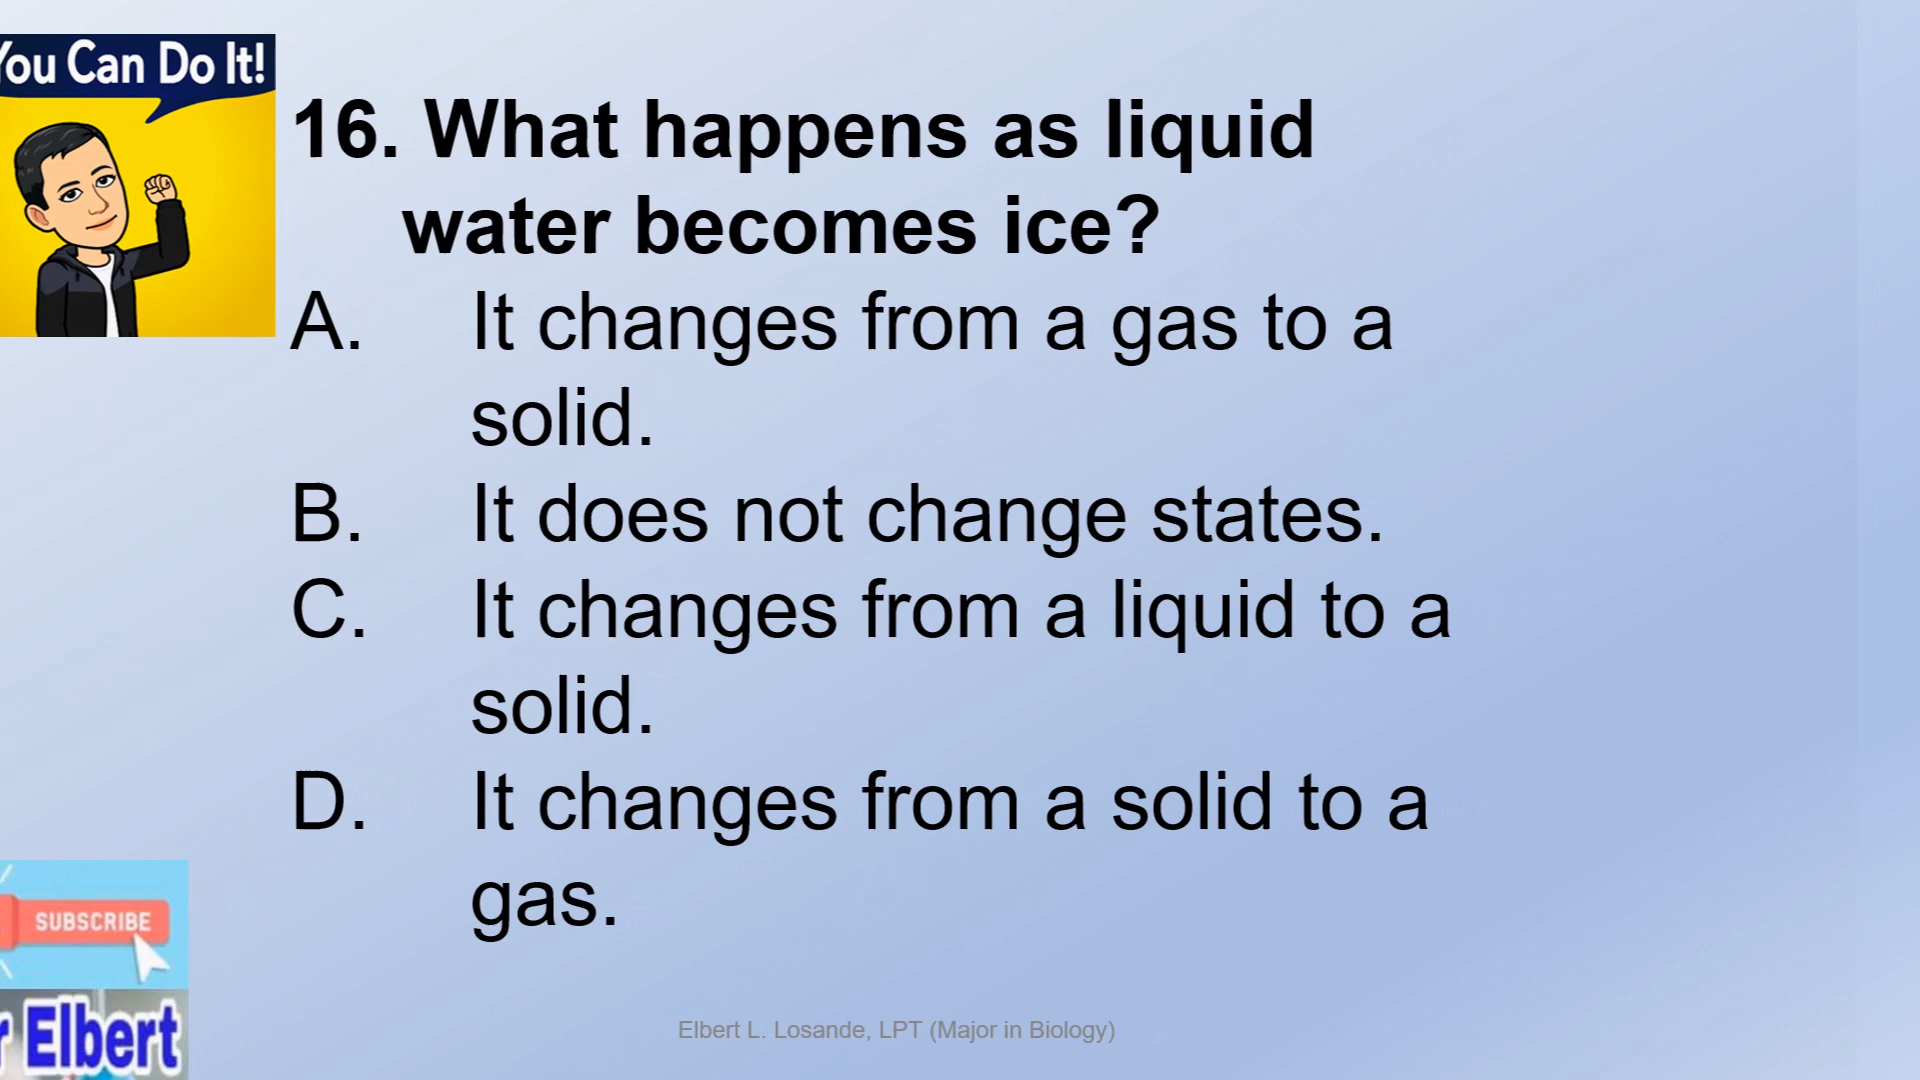 You Can Do It!
16. What happens as liquid
water becomes ice?
A. It changes from a gas to a
solid.
B. It does not change states.
C. It changes from a liquid to a
solid.
D. It changes from a solid to a
gas.
SUBSCRIBE
r Elbert
Elbert L. Losande, LPT (Major in Biology)